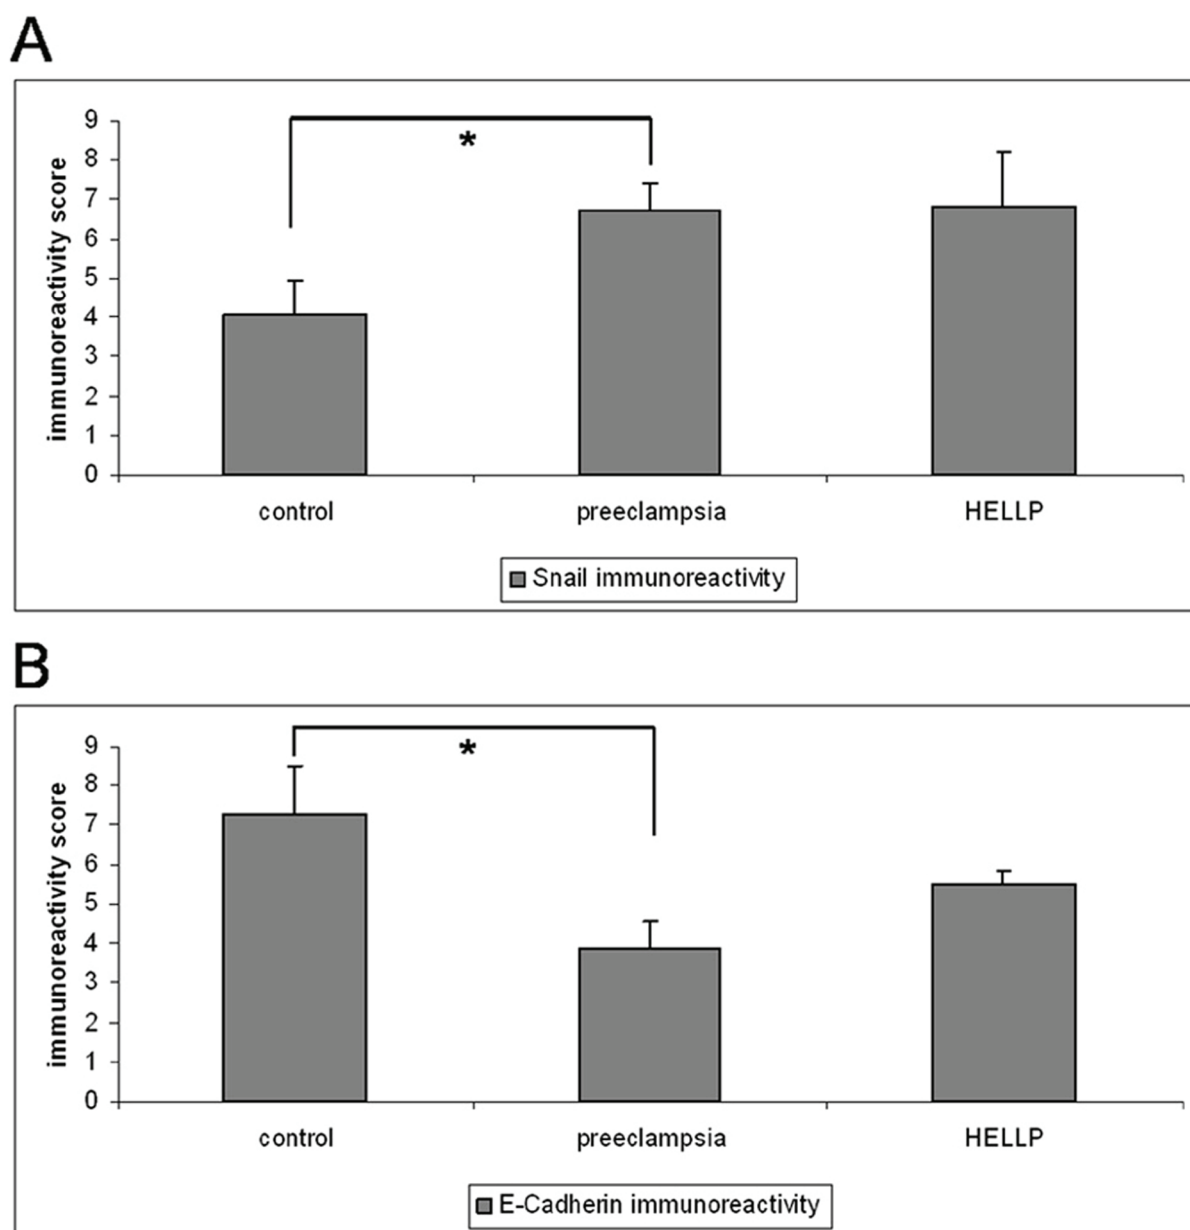 A
immunoreactivity score
9
8
7
6
5
4
3
2
1
0
*
control preeclampsia HELLP
Snail immunoreactivity
B
immunoreactivity score
9
8
7
6
5
4
3
2
1
0
*
control preeclampsia HELLP
E-Cadherin immunoreactivity